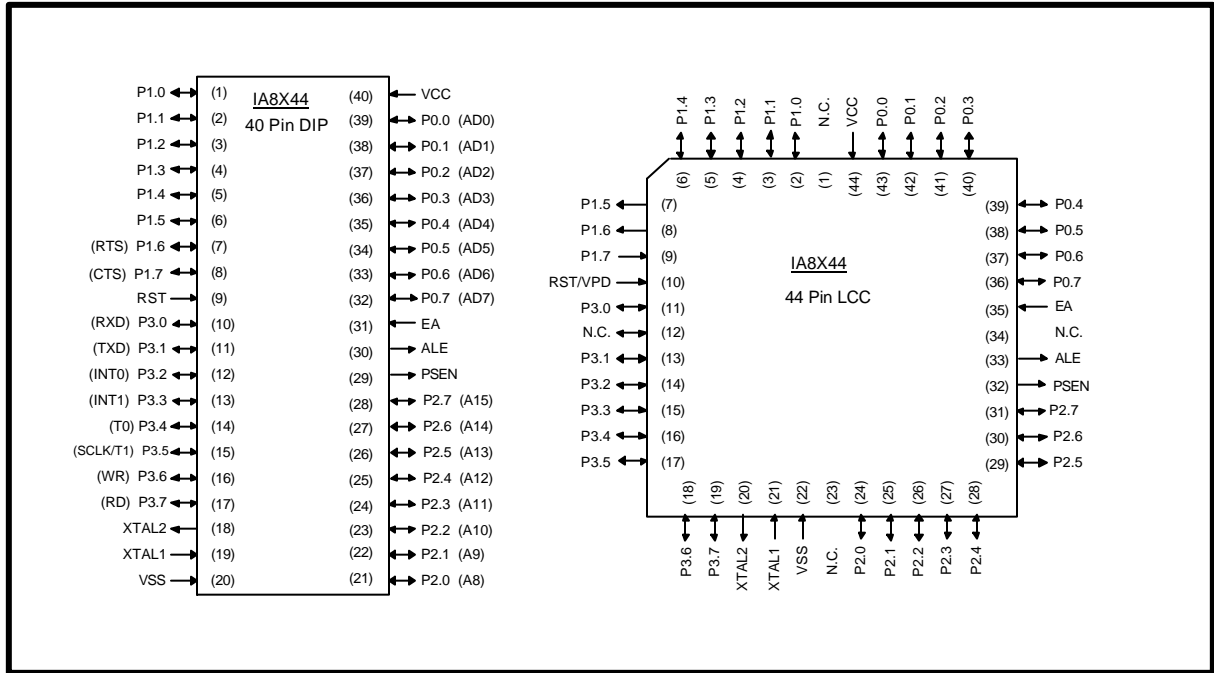 IA8X44
40 Pin DIP
P1.0 (1)
P1.1 (2)
P1.2 (3)
P1.3 (4)
P1.4 (5)
P1.5 (6)
(RTS) P1.6 (7)
(CTS) P1.7 (8)
RST (9)
(RXD) P3.0 (10)
(TXD) P3.1 (11)
(INT0) P3.2 (12)
(INT1) P3.3 (13)
(T0) P3.4 (14)
(SCLK/T1) P3.5 (15)
(WR) P3.6 (16)
(RD) P3.7 (17)
XTAL2 (18)
XTAL1 (19)
VSS (20)
(40) VCC
(39) P0.0 (AD0)
(38) P0.1 (AD1)
(37) P0.2 (AD2)
(36) P0.3 (AD3)
(35) P0.4 (AD4)
(34) P0.5 (AD5)
(33) P0.6 (AD6)
(32) P0.7 (AD7)
(31) EA
(30) ALE
(29) PSEN
(28) P2.7 (A15)
(27) P2.6 (A14)
(26) P2.5 (A13)
(25) P2.4 (A12)
(24) P2.3 (A11)
(23) P2.2 (A10)
(22) P2.1 (A9)
(21) P2.0 (A8)
P1.4 (6)
P1.3 (5)
P1.2 (4)
P1.1 (3)
P1.0 (2)
N.C. (1)
VCC (44)
P0.0 (43)
P0.1 (42)
P0.2 (41)
P0.3 (40)
P1.5 (7)
P1.6 (8)
P1.7 (9)
RST/VPD (10)
P3.0 (11)
N.C. (12)
P3.1 (13)
P3.2 (14)
P3.3 (15)
P3.4 (16)
P3.5 (17)
IA8X44
44 Pin LCC
(39) P0.4
(38) P0.5
(37) P0.6
(36) P0.7
(35) EA
(34) N.C.
(33) ALE
(32) PSEN
(31) P2.7
(30) P2.6
(29) P2.5
(18) P3.6
(19) P3.7
(20) XTAL2
(21) XTAL1
(22) VSS
(23) N.C.
(24) P2.0
(25) P2.1
(26) P2.2
(27) P2.3
(28) P2.4